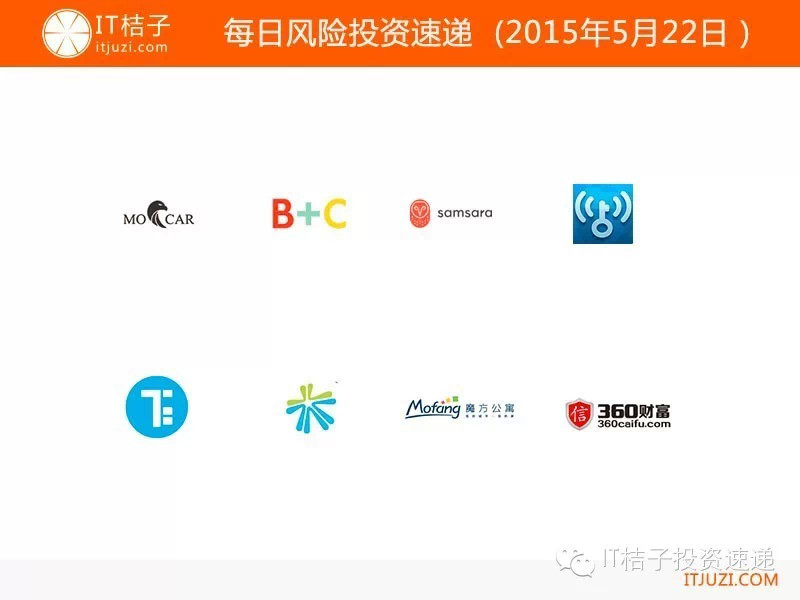 IT桔子
itjuzi.com
每日风险投资速递 (2015年5月22日 )
MO CAR
B+C
samsara
Mofang 魔方公寓
信 360财富
360caifu.com
IT桔子投资速递
ITJUZI.COM